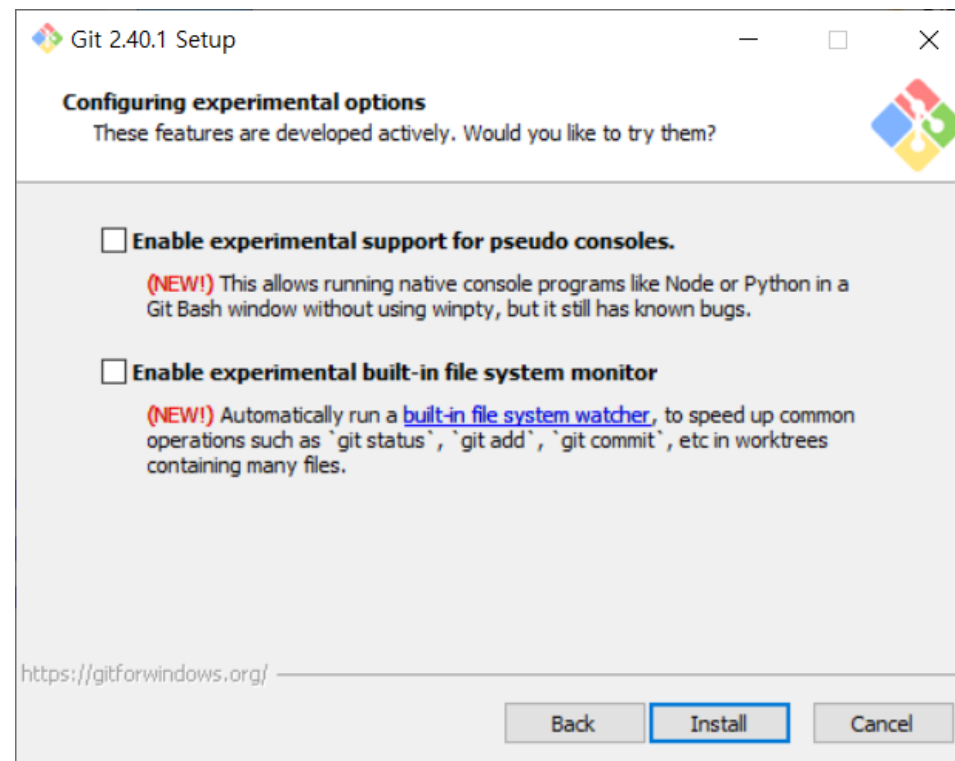 Git 2.40.1 Setup
Configuring experimental options
These features are developed actively. Would you like to try them?
Enable experimental support for pseudo consoles.
(NEW!) This allows running native console programs like Node or Python in a
Git Bash window without using winpty, but it still has known bugs.
Enable experimental built-in file system monitor
(NEW!) Automatically run a built-in file system watcher, to speed up common
operations such as `git status`, `git add`, `git commit`, etc in worktrees
containing many files.
https://gitforwindows.org/
Back Install Cancel